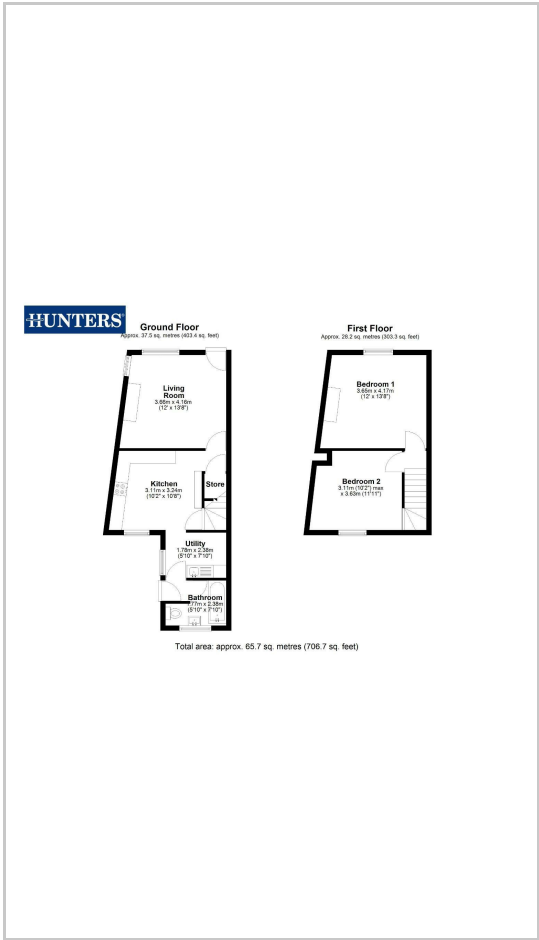 HUNTERS
Ground Floor
Approx. 37.5 sq. metres (403.4 sq. feet)
Living
Room
3.66m x 4.16m
(12' x 13'8")
Kitchen
3.11m x 3.24m
(10'2" x 10'8")
Store
Utility
1.78m x 2.38m
(5'10" x 7'10")
Bathroom
1.77m x 2.38m
(5'10" x 7'10")
First Floor
Approx. 28.2 sq. metres (303.3 sq. feet)
Bedroom 1
3.65m x 4.17m
(12' x 13'8")
Bedroom 2
3.11m (10'2") max
x 3.63m (11'11")
Total area: approx. 65.7 sq. metres (706.7 sq. feet)